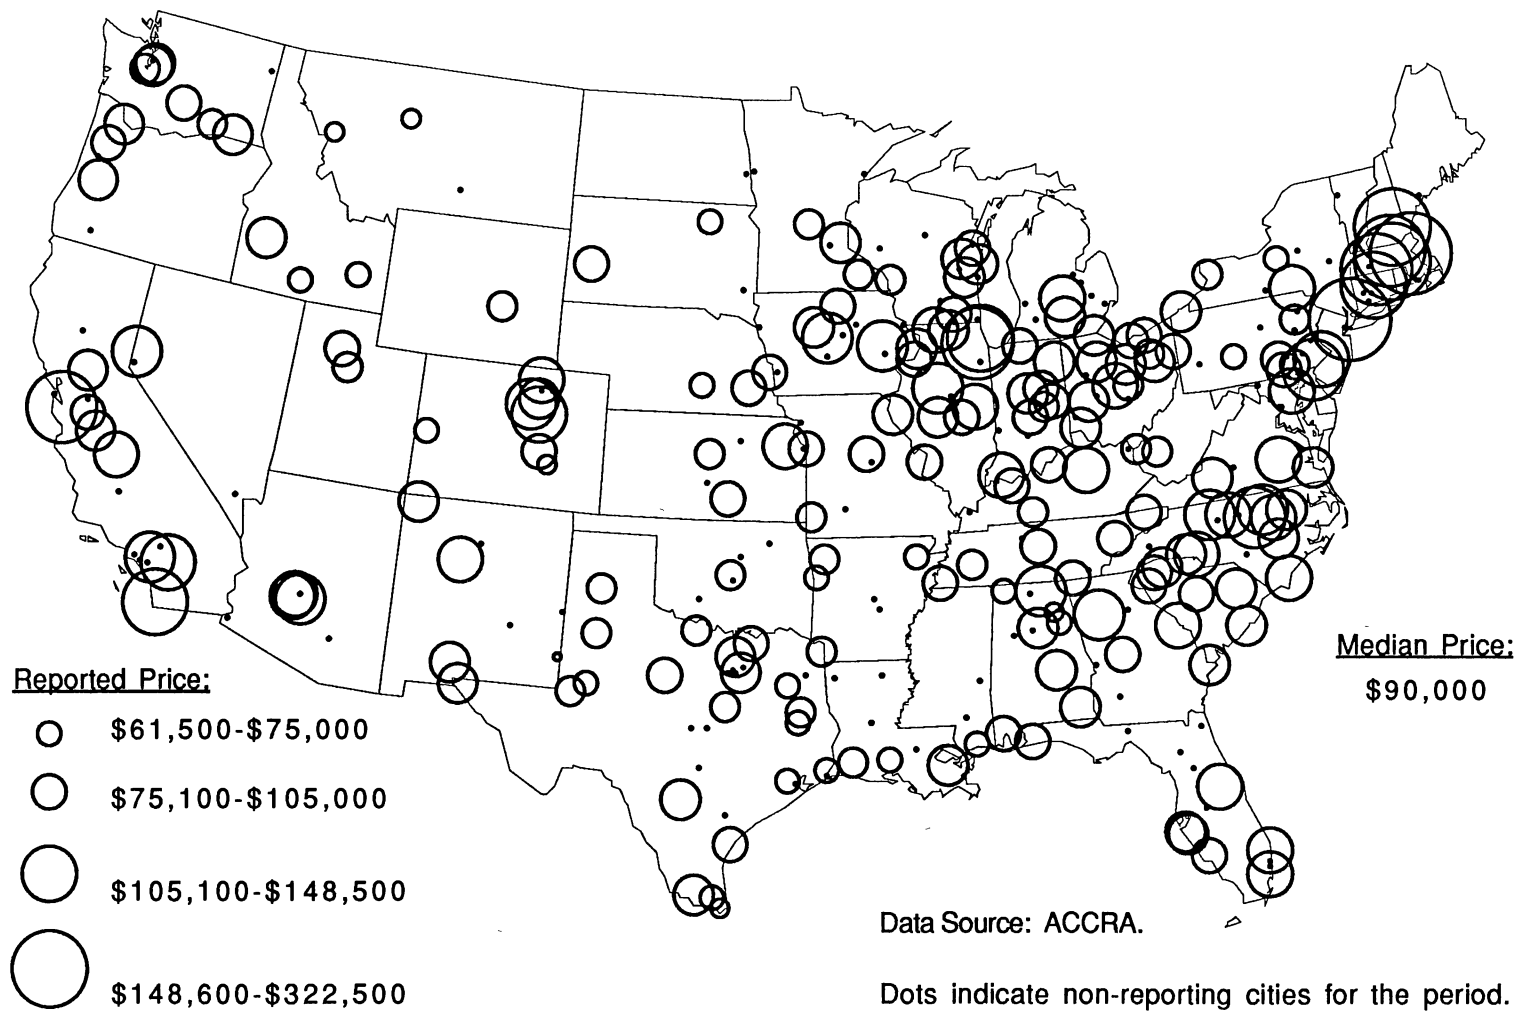 Median Price:
$90,000
Reported Price:
$61,500-$75,000
$75,100-$105,000
$105,100-$148,500
$148,600-$322,500
Data Source: ACCRA.
Dots indicate non-reporting cities for the period.